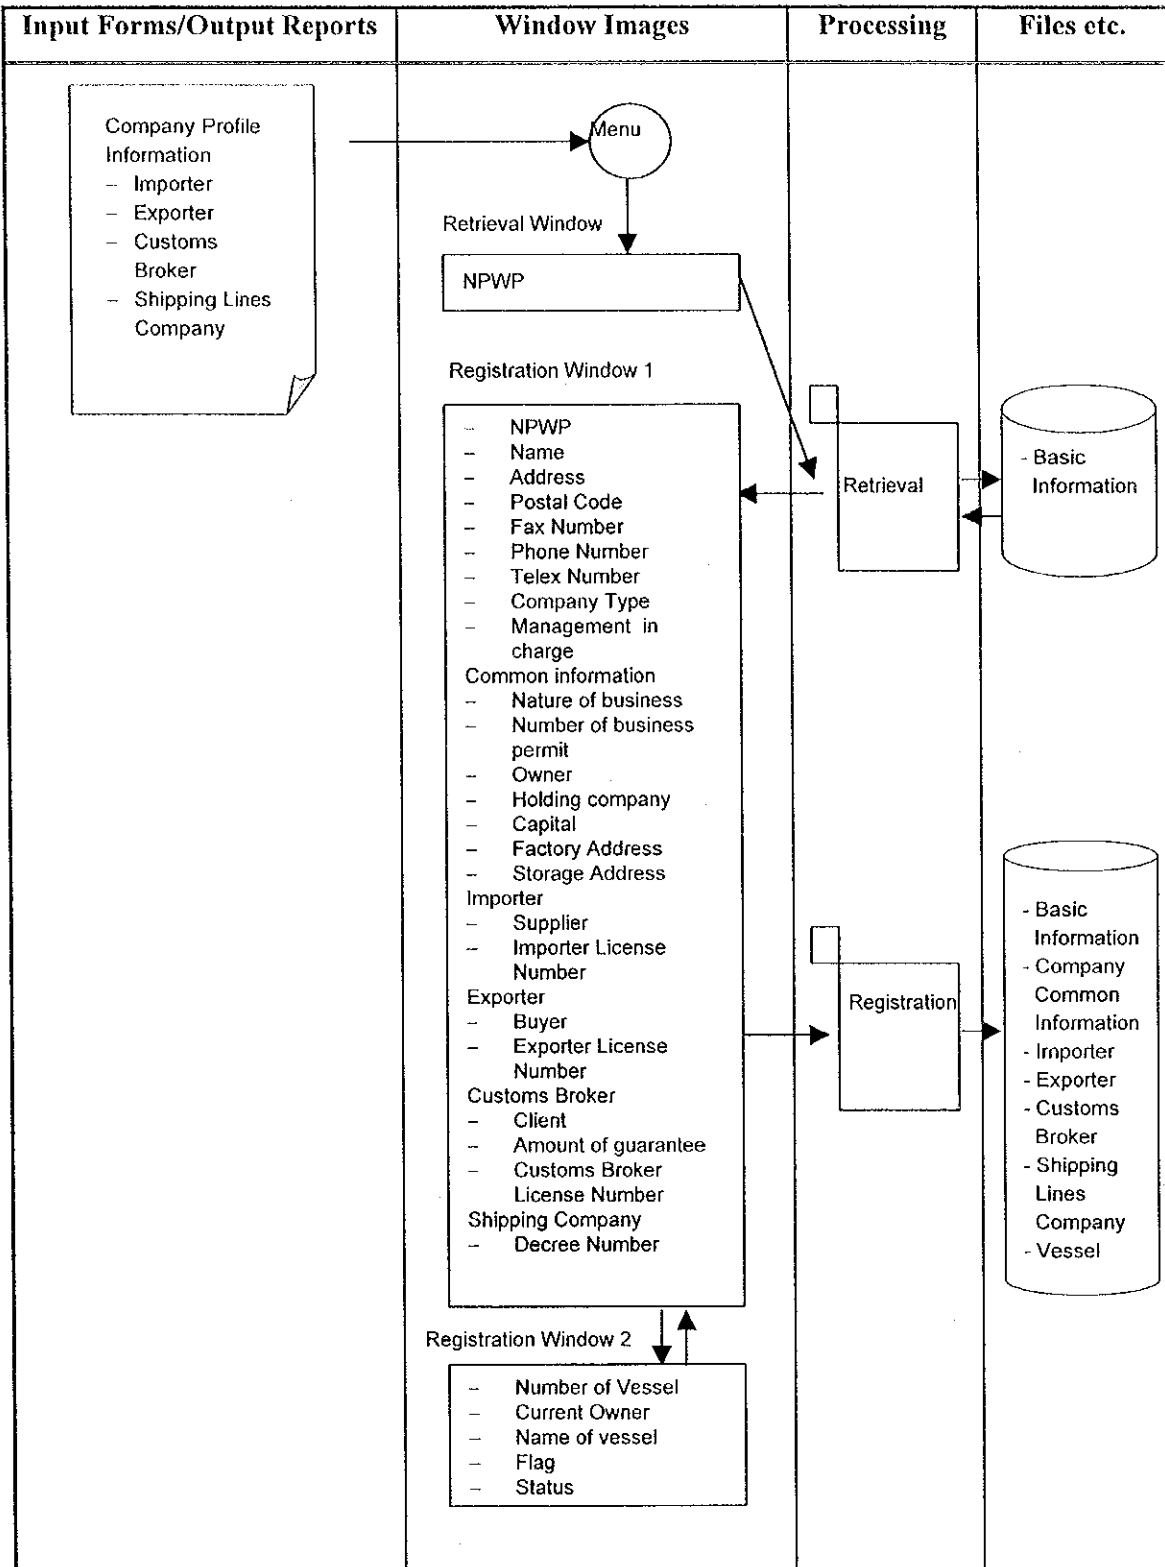 Input Forms/Output Reports
Window Images
Processing
Files etc.
Company Profile
Information
– Importer
– Exporter
– Customs
Broker
– Shipping Lines
Company
Menu
Retrieval Window
NPWP
Registration Window 1
– NPWP
– Name
– Address
– Postal Code
– Fax Number
– Phone Number
– Telex Number
– Company Type
– Management in
charge
Common information
– Nature of business
– Number of business
permit
– Owner
– Holding company
– Capital
– Factory Address
– Storage Address
Importer
– Supplier
– Importer License
Number
Exporter
– Buyer
– Exporter License
Number
Customs Broker
– Client
– Amount of guarantee
– Customs Broker
License Number
Shipping Company
– Decree Number
Registration Window 2
– Number of Vessel
– Current Owner
– Name of vessel
– Flag
– Status
Retrieval
- Basic
Information
Registration
- Basic
Information
- Company
Common
Information
- Importer
- Exporter
- Customs
Broker
- Shipping
Lines
Company
- Vessel